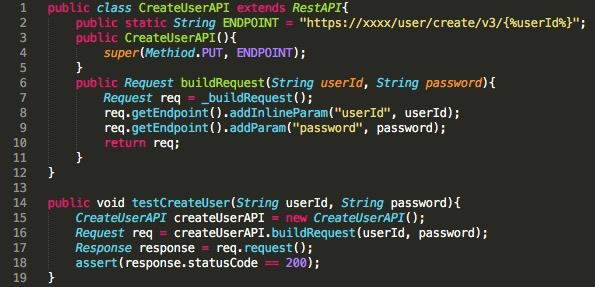 1 public class CreateUserAPI extends RestAPI{
2 public static String ENDPOINT = "https://xxxx/user/create/v3/{%userId%}";
3 public CreateUserAPI(){
4 super(Methiod.PUT, ENDPOINT);
5 }
6 public Request buildRequest(String userId, String password){
7 Request req = _buildRequest();
8 req.getEndpoint().addInlineParam("userId", userId);
9 req.getEndpoint().addParam("password", password);
10 return req;
11 }
12 }
13
14 public void testCreateUser(String userId, String password){
15 CreateUserAPI createUserAPI = new CreateUserAPI();
16 Request req = createUserAPI.buildRequest(userId, password);
17 Response response = req.request();
18 assert(response.statusCode == 200);
19 }